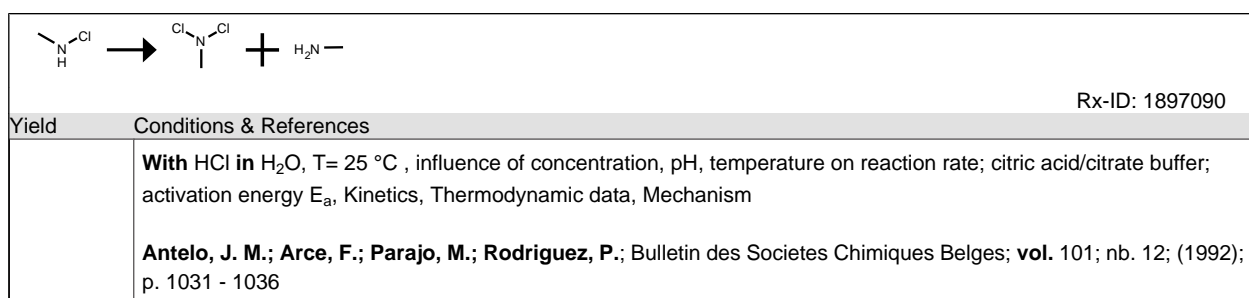 N
H
Cl
Cl
N
Cl
H₂N
Rx-ID: 1897090
Yield Conditions & References
With HCl in H₂O, T= 25 °C , influence of concentration, pH, temperature on reaction rate; citric acid/citrate buffer;
activation energy Eₐ, Kinetics, Thermodynamic data, Mechanism
Antelo, J. M.; Arce, F.; Parajo, M.; Rodriguez, P.; Bulletin des Societes Chimiques Belges; vol. 101; nb. 12; (1992);
p. 1031 - 1036